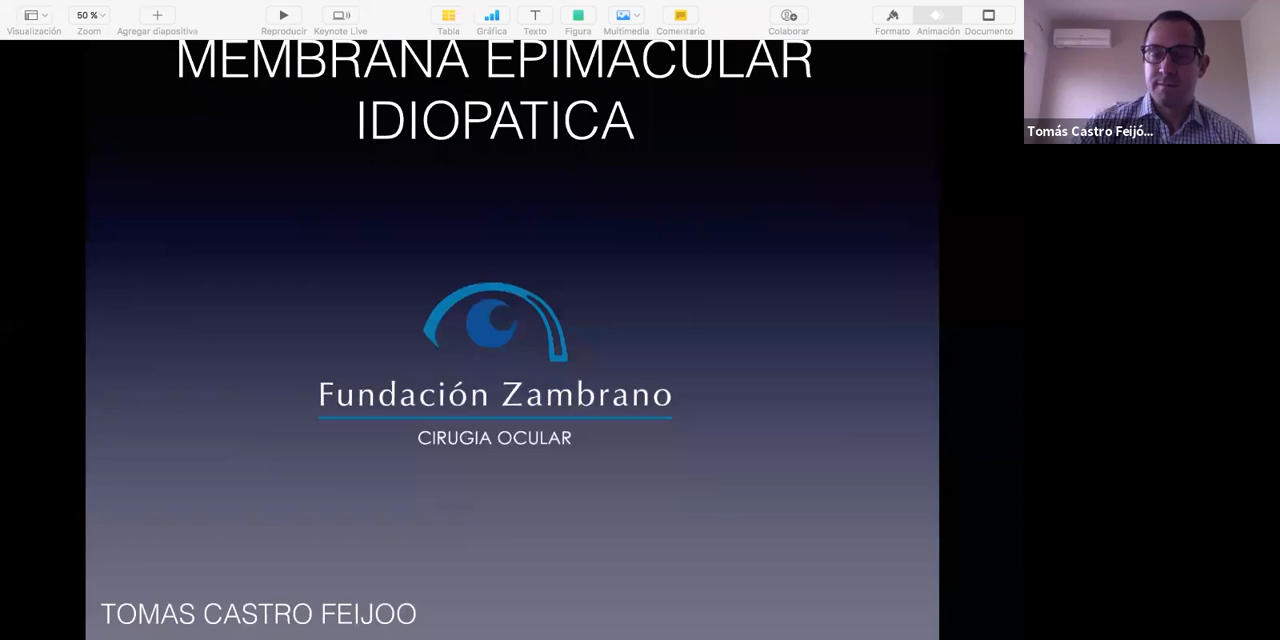 50 %
Visualización
Zoom
Agregar diapositiva
Reproducir
Keynote Live
Tabla
Gráfica
Texto
Figura
Multimedia
Comentario
Colaborar
Formato
Animación
Documento
Tomás Castro Feijó...
MEMBRANA EPIMACULAR
IDIOPATICA
Fundación Zambrano
CIRUGIA OCULAR
TOMAS CASTRO FEIJOO